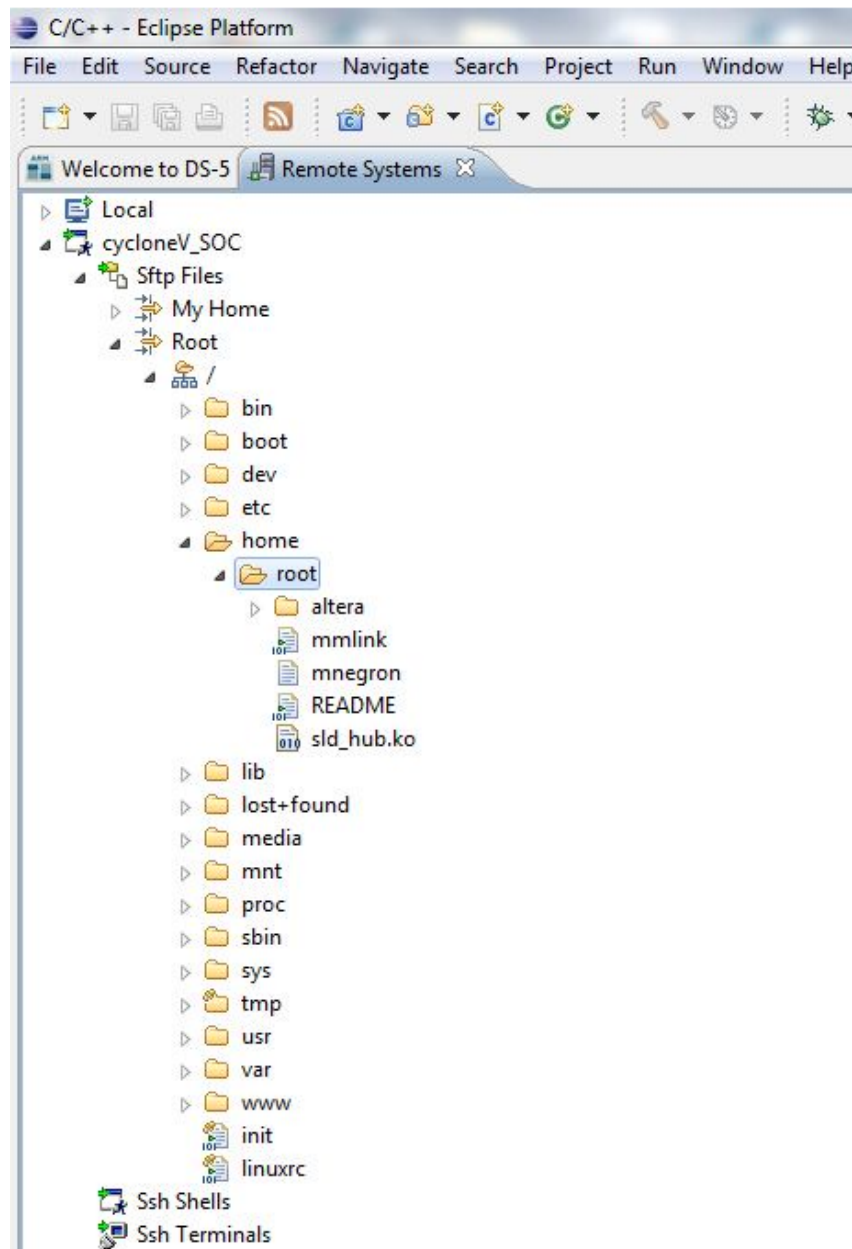 C/C++ - Eclipse Platform
File Edit Source Refactor Navigate Search Project Run Window Help
Welcome to DS-5 Remote Systems
Local
cycloneV_SOC
Sftp Files
My Home
Root
/
bin
boot
dev
etc
home
root
altera
mmlink
mnegron
README
sld_hub.ko
lib
lost+found
media
mnt
proc
sbin
sys
tmp
usr
var
www
init
linuxrc
Ssh Shells
Ssh Terminals